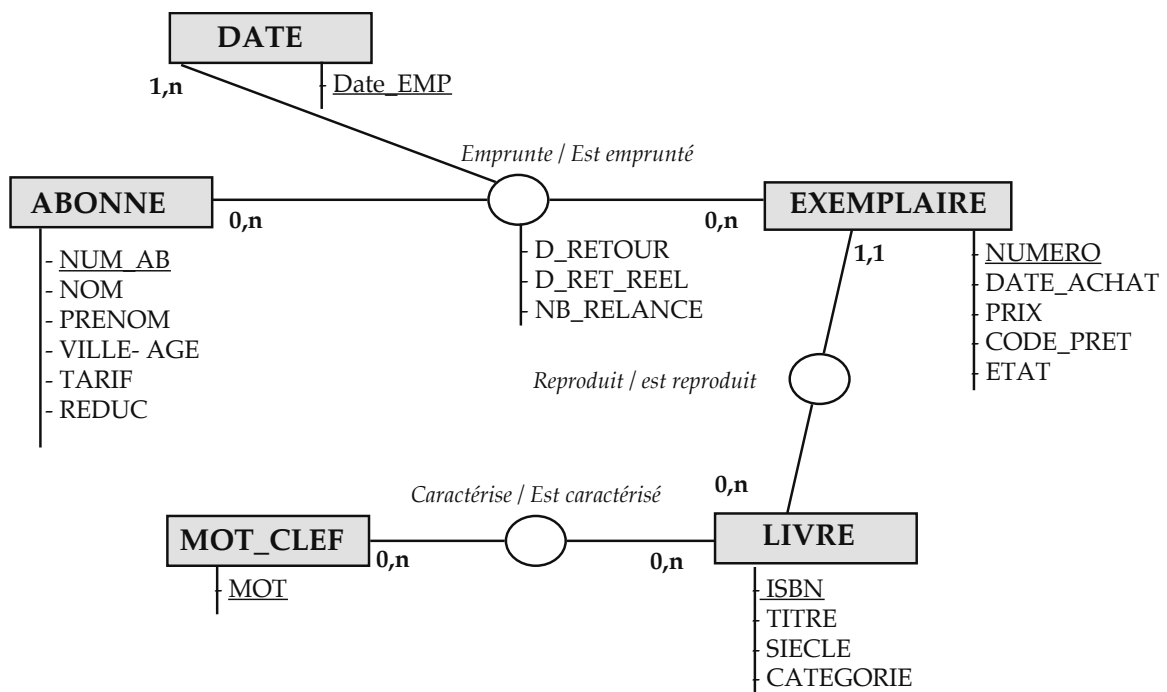 DATE
- Date_EMP
1,n
Emprunte / Est emprunté
ABONNE
0,n
0,n
EXEMPLAIRE
- NUM_AB
- NOM
- PRENOM
- VILLE- AGE
- TARIF
- REDUC
- D_RETOUR
- D_RET_REEL
- NB_RELANCE
1,1
- NUMERO
- DATE_ACHAT
- PRIX
- CODE_PRET
- ETAT
Reproduit / est reproduit
0,n
Caractérise / Est caractérisé
MOT_CLEF
0,n
0,n
LIVRE
- MOT
- ISBN
- TITRE
- SIECLE
- CATEGORIE